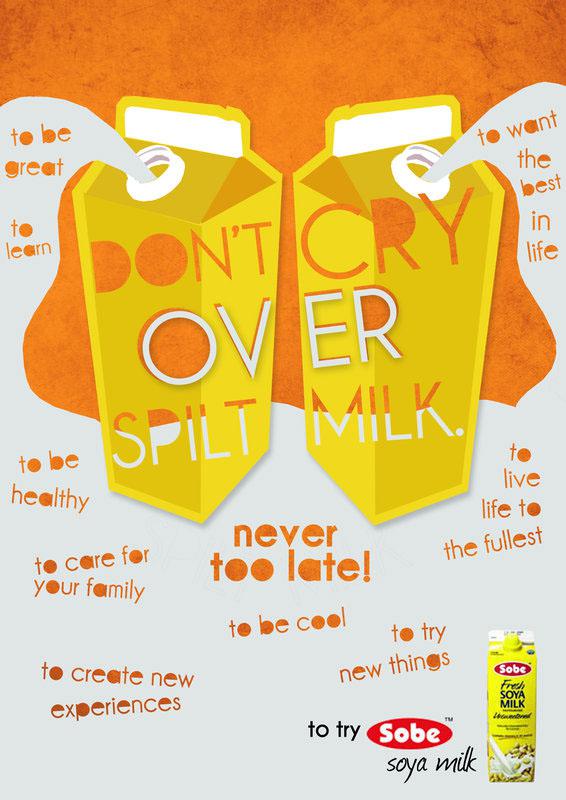 to be
great
to
learn
to want
the
best
in
life
DON'T CRY
OVER
SPILT MILK.
to be
healthy
to
live
life to
the fullest
never
too late!
to care for
your family
to be cool
to try
new things
to create new
experiences
to try Sobe™
soya milk
Sobe
Fresh
SOYA
MILK
Unsweetened